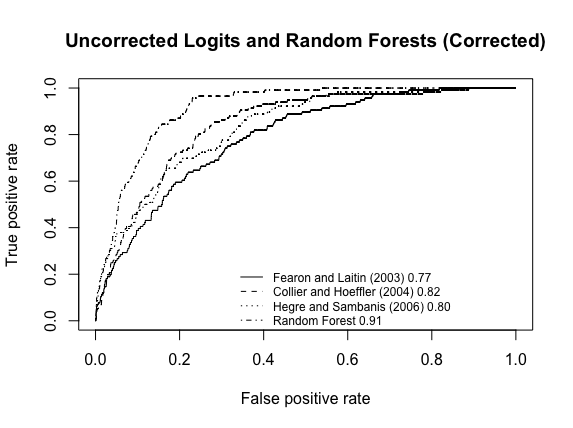 Uncorrected Logits and Random Forests (Corrected)
True positive rate
1.0
0.8
0.6
0.4
0.2
0.0
Fearon and Laitin (2003) 0.77
Collier and Hoeffler (2004) 0.82
Hegre and Sambanis (2006) 0.80
Random Forest 0.91
0.0 0.2 0.4 0.6 0.8 1.0
False positive rate